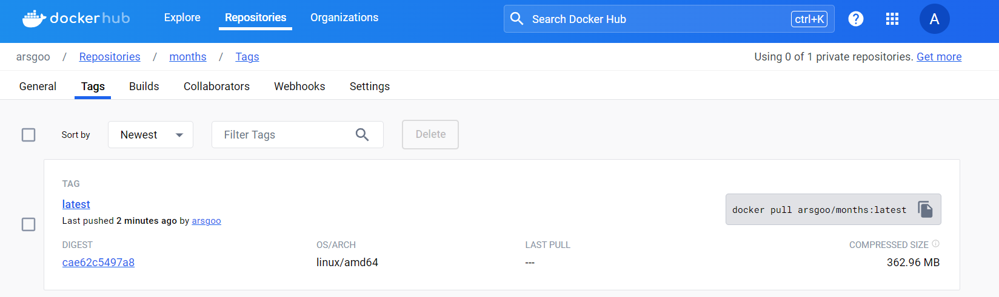 dockerhub Explore Repositories Organizations Search Docker Hub ctrl+K ? A
arsgoo / Repositories / months / Tags Using 0 of 1 private repositories. Get more
General Tags Builds Collaborators Webhooks Settings
Sort by Newest Filter Tags Delete
TAG
latest
docker pull arsgoo/months:latest
Last pushed 2 minutes ago by arsgoo
DIGEST OS/ARCH LAST PULL COMPRESSED SIZE
cae62c5497a8 linux/amd64 --- 362.96 MB